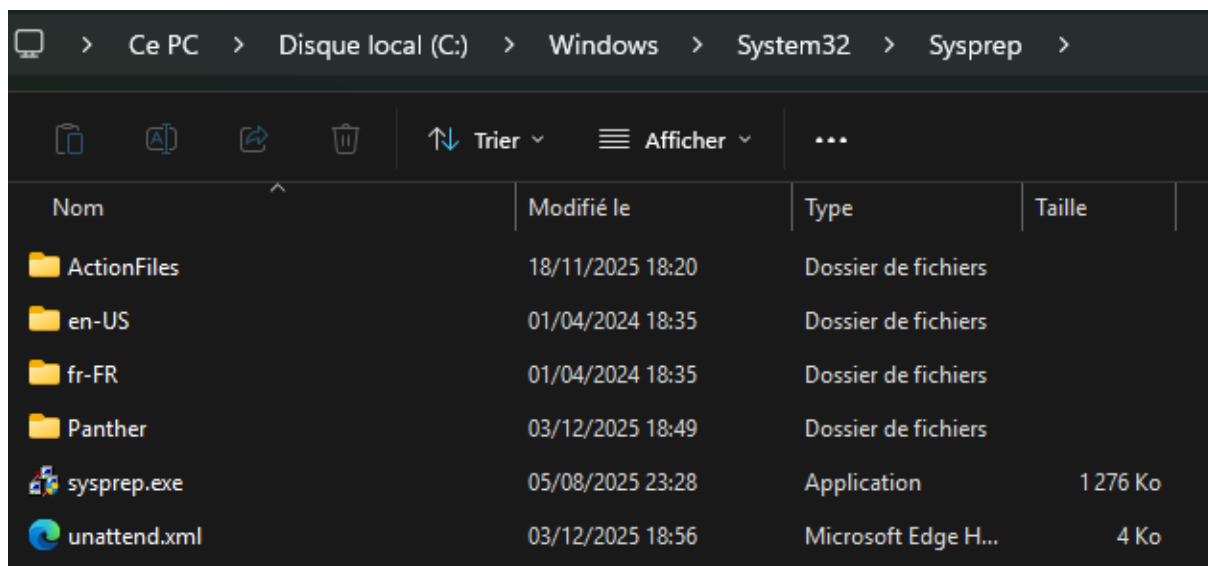 Ce PC > Disque local (C:) > Windows > System32 > Sysprep >
Trier Afficher ...
Nom Modifié le Type Taille
ActionFiles 18/11/2025 18:20 Dossier de fichiers
en-US 01/04/2024 18:35 Dossier de fichiers
fr-FR 01/04/2024 18:35 Dossier de fichiers
Panther 03/12/2025 18:49 Dossier de fichiers
sysprep.exe 05/08/2025 23:28 Application 1 276 Ko
unattend.xml 03/12/2025 18:56 Microsoft Edge H... 4 Ko